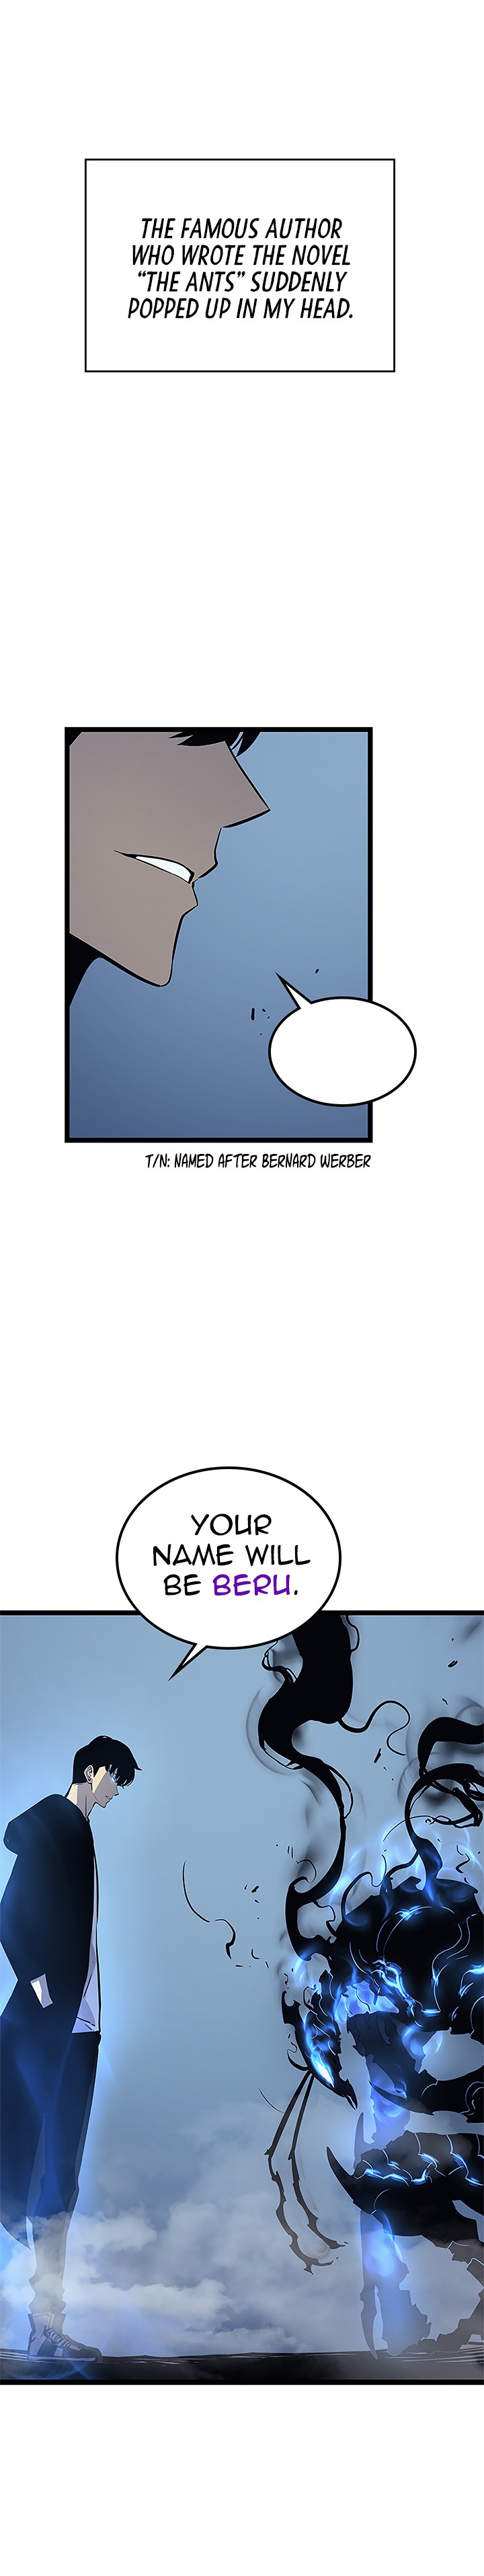 THE FAMOUS AUTHOR
WHO WROTE THE NOVEL
“THE ANTS” SUDDENLY
POPPED UP IN MY HEAD.
T/N: NAMED AFTER BERNARD WERBER
YOUR
NAME WILL
BE BERU.